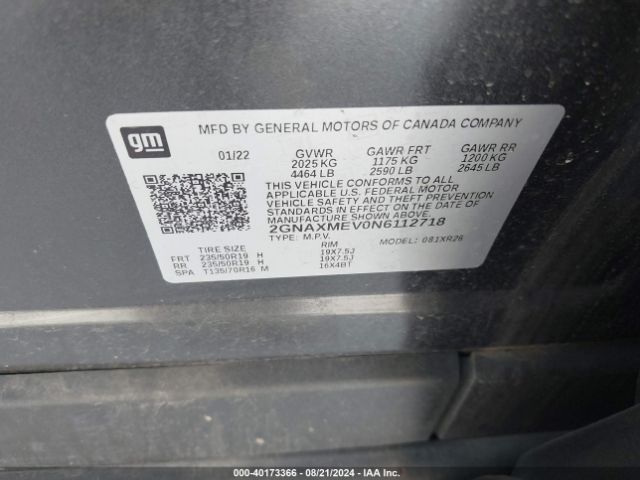 gm
MFD BY GENERAL MOTORS OF CANADA COMPANY
01/22 GVWR GAWR FRT GAWR RR
2025 KG 1175 KG 1200 KG
4464 LB 2590 LB 2645 LB
THIS VEHICLE CONFORMS TO ALL
APPLICABLE U.S. FEDERAL MOTOR
VEHICLE SAFETY AND THEFT PREVENTION
STANDARDS IN EFFECT ON THE DATE OF
MANUFACTURE SHOWN ABOVE.
2GNAXMEV0N6112718
TYPE: M.P.V. MODEL: 081XR26
TIRE SIZE RIM
FRT 235/50R19 H 19X7.5J
RR 235/50R19 H 19X7.5J
SPA T135/70R16 M 16X4BT
000-40173366 - 08/21/2024 - IAA Inc.